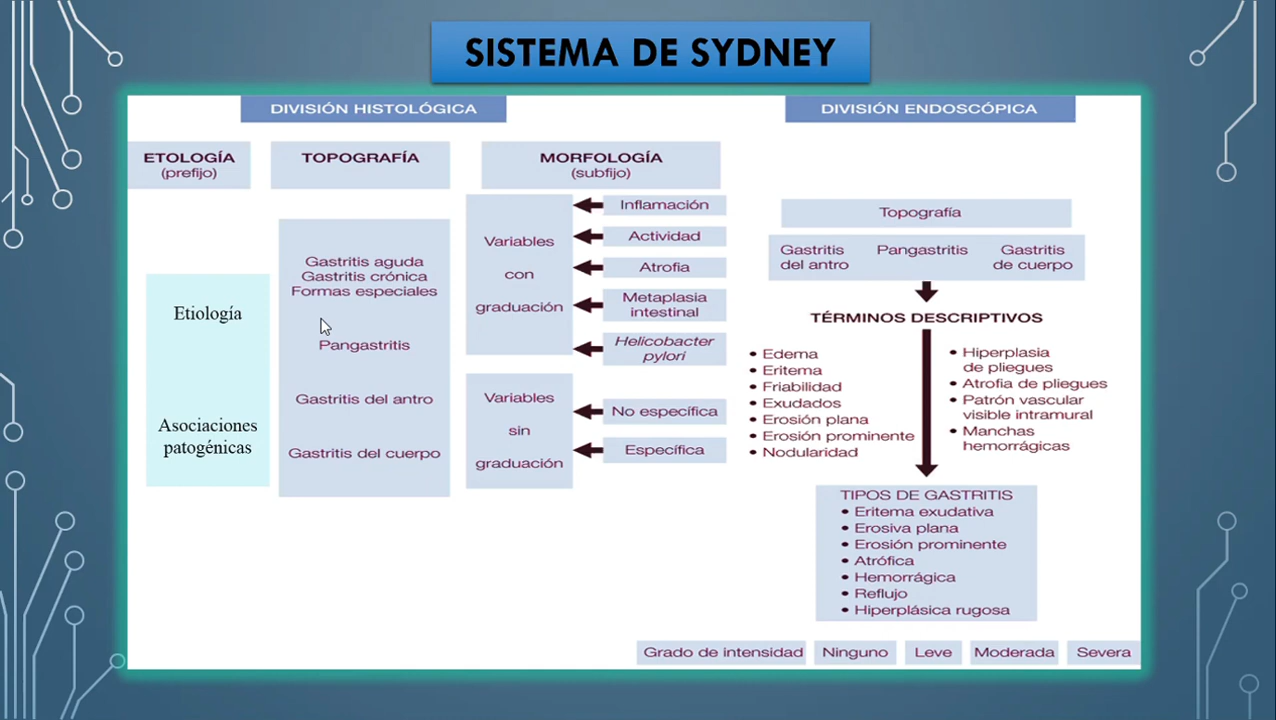 SISTEMA DE SYDNEY
DIVISIÓN HISTOLÓGICA
ETOLOGÍA
(prefijo)
TOPOGRAFÍA
MORFOLOGÍA
(subfijo)
Etiología
Asociaciones
patogénicas
Gastritis aguda
Gastritis crónica
Formas especiales
Pangastritis
Gastritis del antro
Gastritis del cuerpo
Variables
con
graduación
Inflamación
Actividad
Atrofia
Metaplasia
intestinal
Helicobacter
pylori
Variables
sin
graduación
No específica
Específica
DIVISIÓN ENDOSCÓPICA
Topografía
Gastritis
del antro
Pangastritis
Gastritis
de cuerpo
TÉRMINOS DESCRIPTIVOS
• Edema
• Eritema
• Friabilidad
• Exudados
• Erosión plana
• Erosión prominente
• Nodularidad
• Hiperplasia
de pliegues
• Atrofia de pliegues
• Patrón vascular
visible intramural
• Manchas
hemorrágicas
TIPOS DE GASTRITIS
• Eritema exudativa
• Erosiva plana
• Erosión prominente
• Atrófica
• Hemorrágica
• Reflujo
• Hiperplásica rugosa
Grado de intensidad Ninguno Leve Moderada Severa